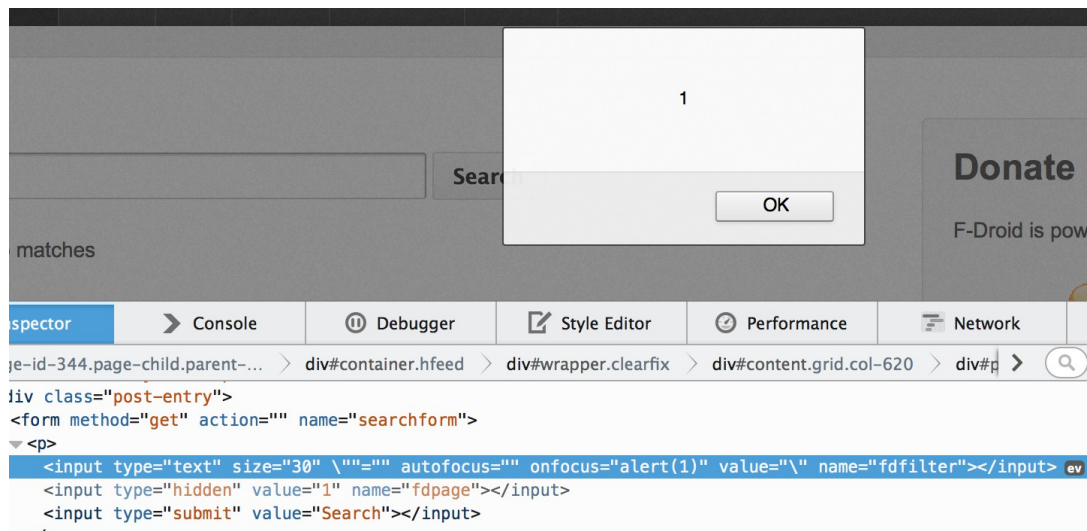 1
Search
OK
Donate
F-Droid is pow
matches
nspector
Console
Debugger
Style Editor
Performance
Network
ge-id-344.page-child.parent-...
div#container.hfeed
div#wrapper.clearfix
div#content.grid.col-620
div#p
div class="post-entry">
<form method="get" action="" name="searchform">
<p>
<input type="text" size="30" \""="" autofocus="" onfocus="alert(1)" value="\" name="fdfilter"></input> ev
<input type="hidden" value="1" name="fdpage"></input>
<input type="submit" value="Search"></input>